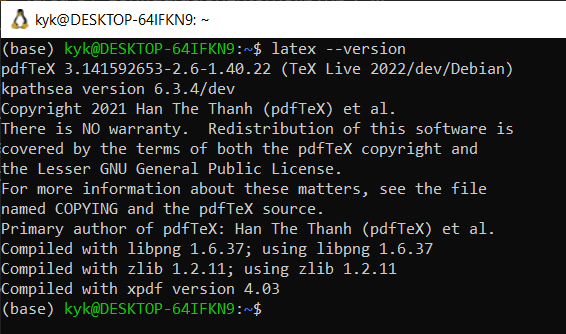 kyk@DESKTOP-64IFKN9: ~
(base) kyk@DESKTOP-64IFKN9:~$ latex --version
pdfTeX 3.141592653-2.6-1.40.22 (TeX Live 2022/dev/Debian)
kpathsea version 6.3.4/dev
Copyright 2021 Han The Thanh (pdfTeX) et al.
There is NO warranty.  Redistribution of this software is
covered by the terms of both the pdfTeX copyright and
the Lesser GNU General Public License.
For more information about these matters, see the file
named COPYING and the pdfTeX source.
Primary author of pdfTeX: Han The Thanh (pdfTeX) et al.
Compiled with libpng 1.6.37; using libpng 1.6.37
Compiled with zlib 1.2.11; using zlib 1.2.11
Compiled with xpdf version 4.03
(base) kyk@DESKTOP-64IFKN9:~$